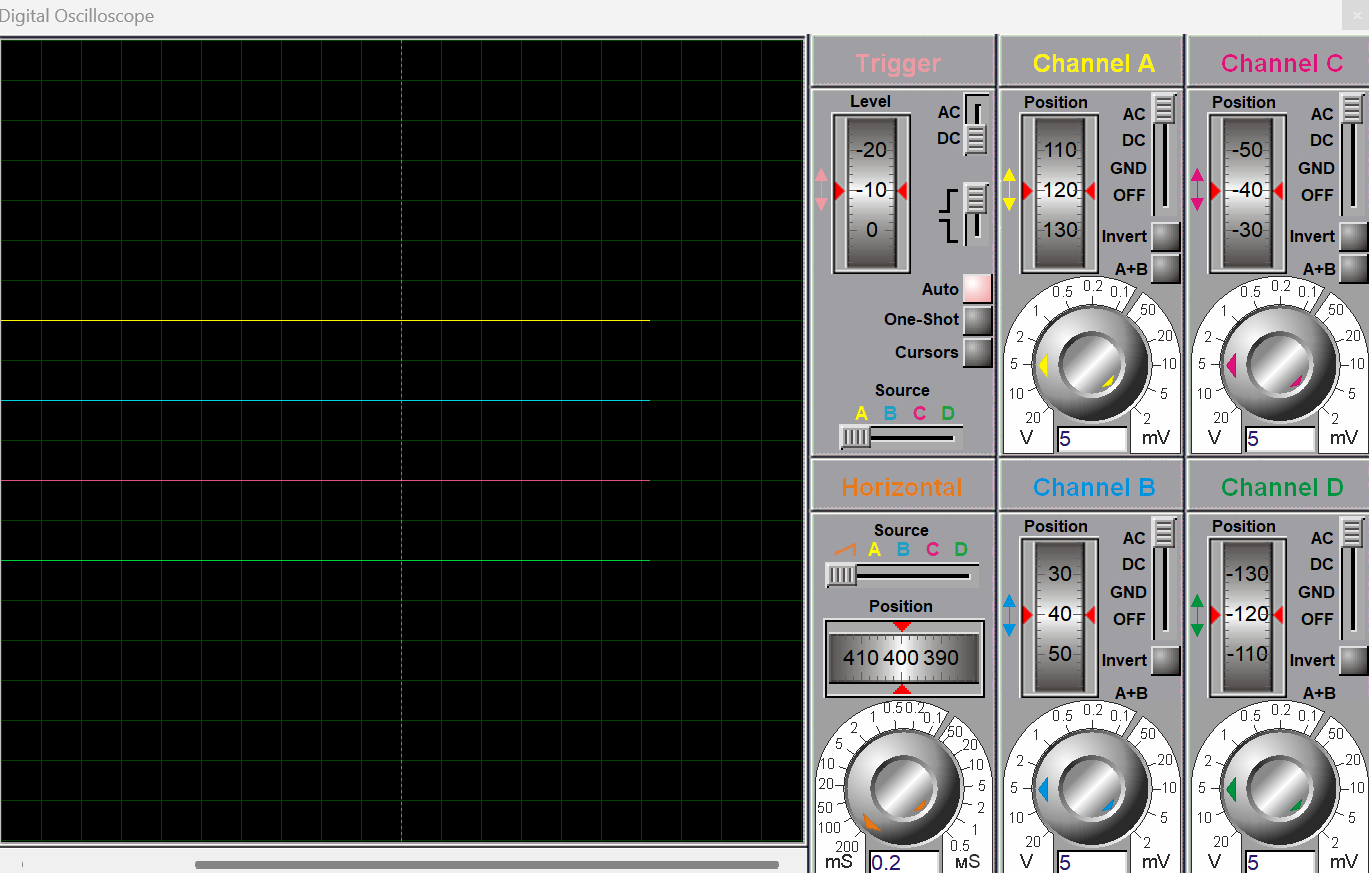 Digital Oscilloscope
Trigger
Level
AC
DC
-20
-10
0
Auto
One-Shot
Cursors
Source
A B C D
Channel A
Position
AC
DC
GND
OFF
110
120
130
Invert
A+B
0.5 0.2 0.1
1 50
2 20
5 10
10 5
20 2
V 5 mV
Channel C
Position
AC
DC
GND
OFF
-50
-40
-30
Invert
A+B
0.5 0.2 0.1
1 50
2 20
5 10
10 5
20 2
V 5 mV
Horizontal
Source
A B C D
Position
410 400 390
0.5 0.2
1 0.1
2 50
5 20
10 10
20 5
50 2
100 1
200 0.5
mS 0.2 мS
Channel B
Position
AC
DC
GND
OFF
30
40
50
Invert
A+B
0.5 0.2 0.1
1 50
2 20
5 10
10 5
20 2
V 5 mV
Channel D
Position
AC
DC
GND
OFF
-130
-120
-110
Invert
A+B
0.5 0.2 0.1
1 50
2 20
5 10
10 5
20 2
V 5 mV